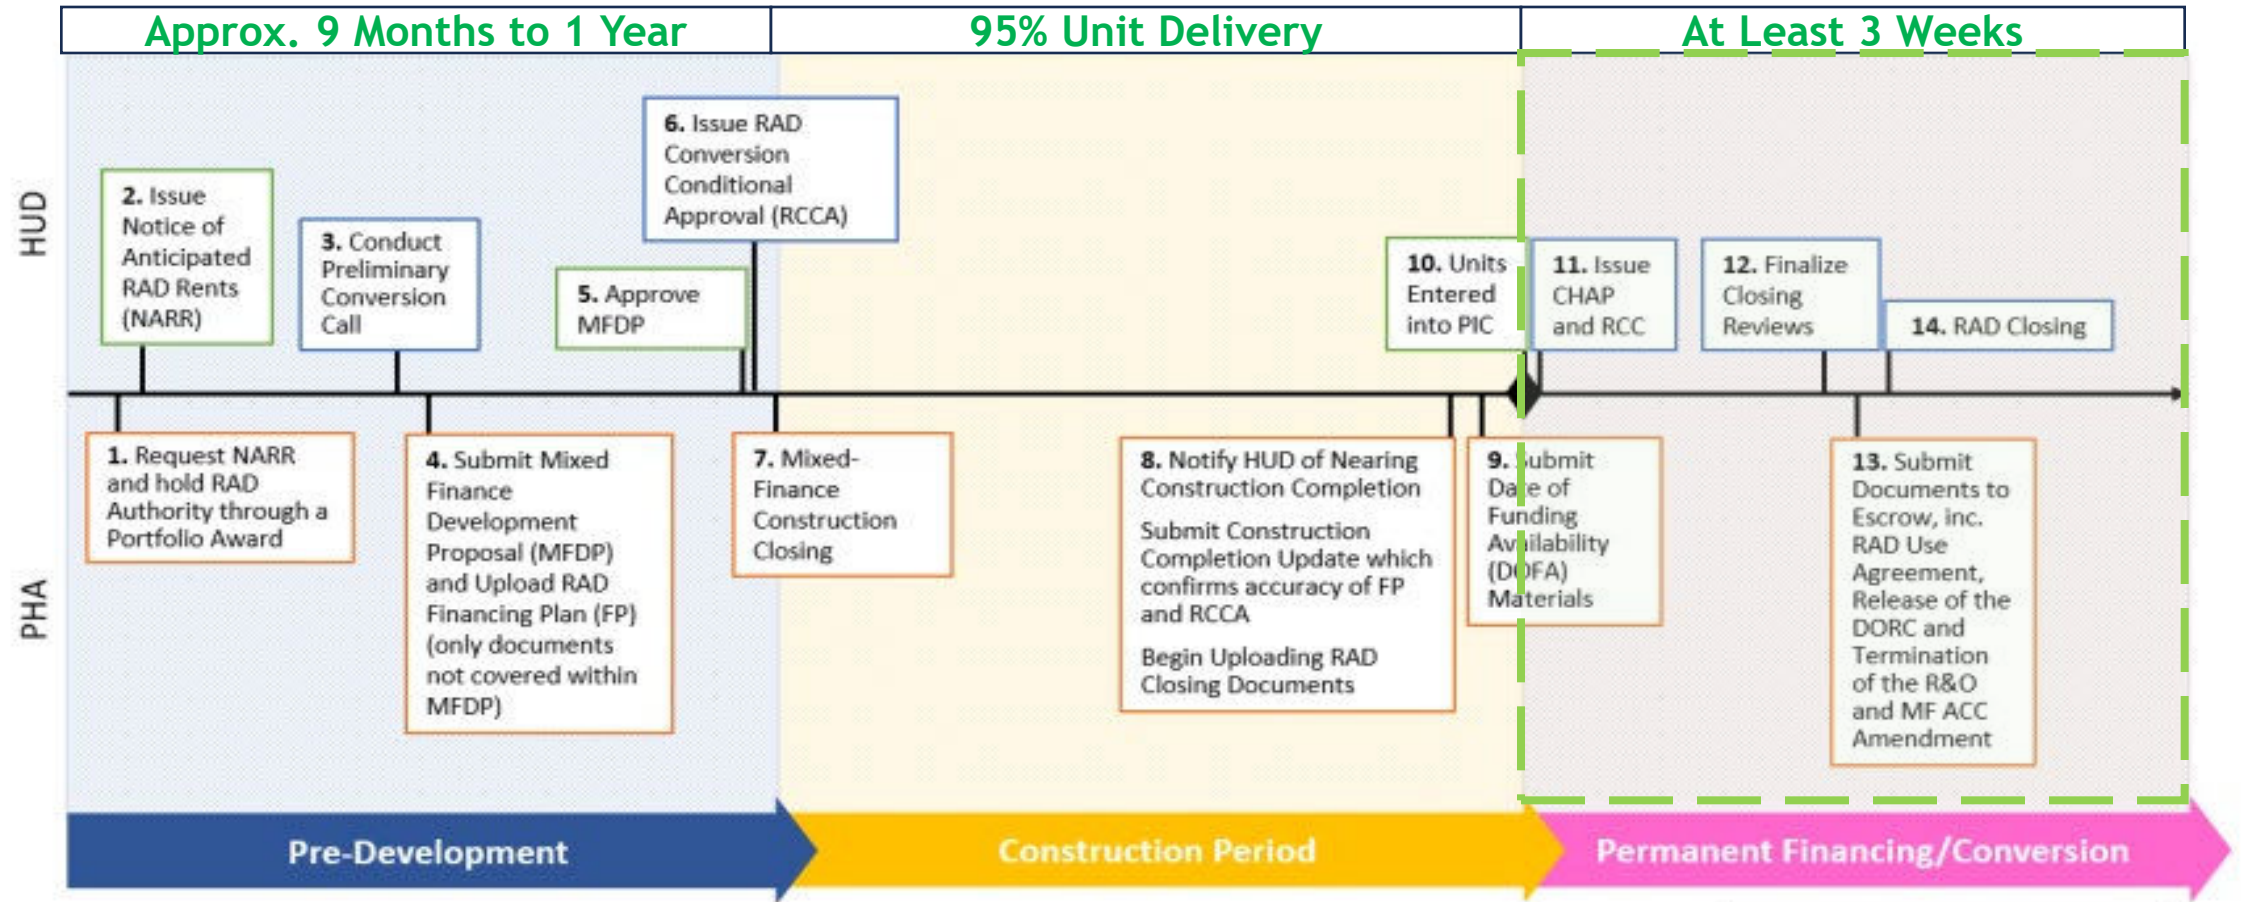 Approx. 9 Months to 1 Year
95% Unit Delivery
At Least 3 Weeks
HUD
PHA
2. Issue
Notice of
Anticipated
RAD Rents
(NARR)
3. Conduct
Preliminary
Conversion
Call
5. Approve
MFDP
6. Issue RAD
Conversion
Conditional
Approval (RCCA)
10. Units
Entered
into PIC
11. Issue
CHAP
and RCC
12. Finalize
Closing
Reviews
14. RAD Closing
1. Request NARR
and hold RAD
Authority through a
Portfolio Award
4. Submit Mixed
Finance
Development
Proposal (MFDP)
and Upload RAD
Financing Plan (FP)
(only documents
not covered within
MFDP)
7. Mixed-
Finance
Construction
Closing
8. Notify HUD of Nearing
Construction Completion
Submit Construction
Completion Update which
confirms accuracy of FP
and RCCA
Begin Uploading RAD
Closing Documents
9. Submit
Date of
Funding
Availability
(DOFA)
Materials
13. Submit
Documents to
Escrow, inc.
RAD Use
Agreement,
Release of the
DORC and
Termination
of the R&O
and MF ACC
Amendment
Pre-Development
Construction Period
Permanent Financing/Conversion